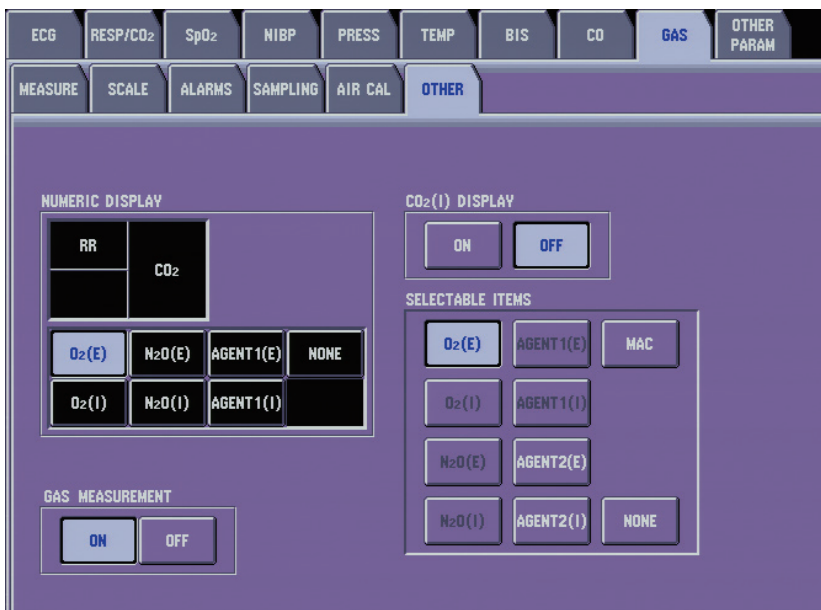 ECG RESP/CO₂ SpO₂ NIBP PRESS TEMP BIS CO GAS OTHER PARAM
MEASURE SCALE ALARMS SAMPLING AIR CAL OTHER
NUMERIC DISPLAY
RR CO₂
O₂(E) N₂O(E) AGENT1(E) NONE
O₂(I) N₂O(I) AGENT1(I)
GAS MEASUREMENT
ON OFF
CO₂(I) DISPLAY
ON OFF
SELECTABLE ITEMS
O₂(E) AGENT1(E) MAC
O₂(I) AGENT1(I)
N₂O(E) AGENT2(E)
N₂O(I) AGENT2(I) NONE